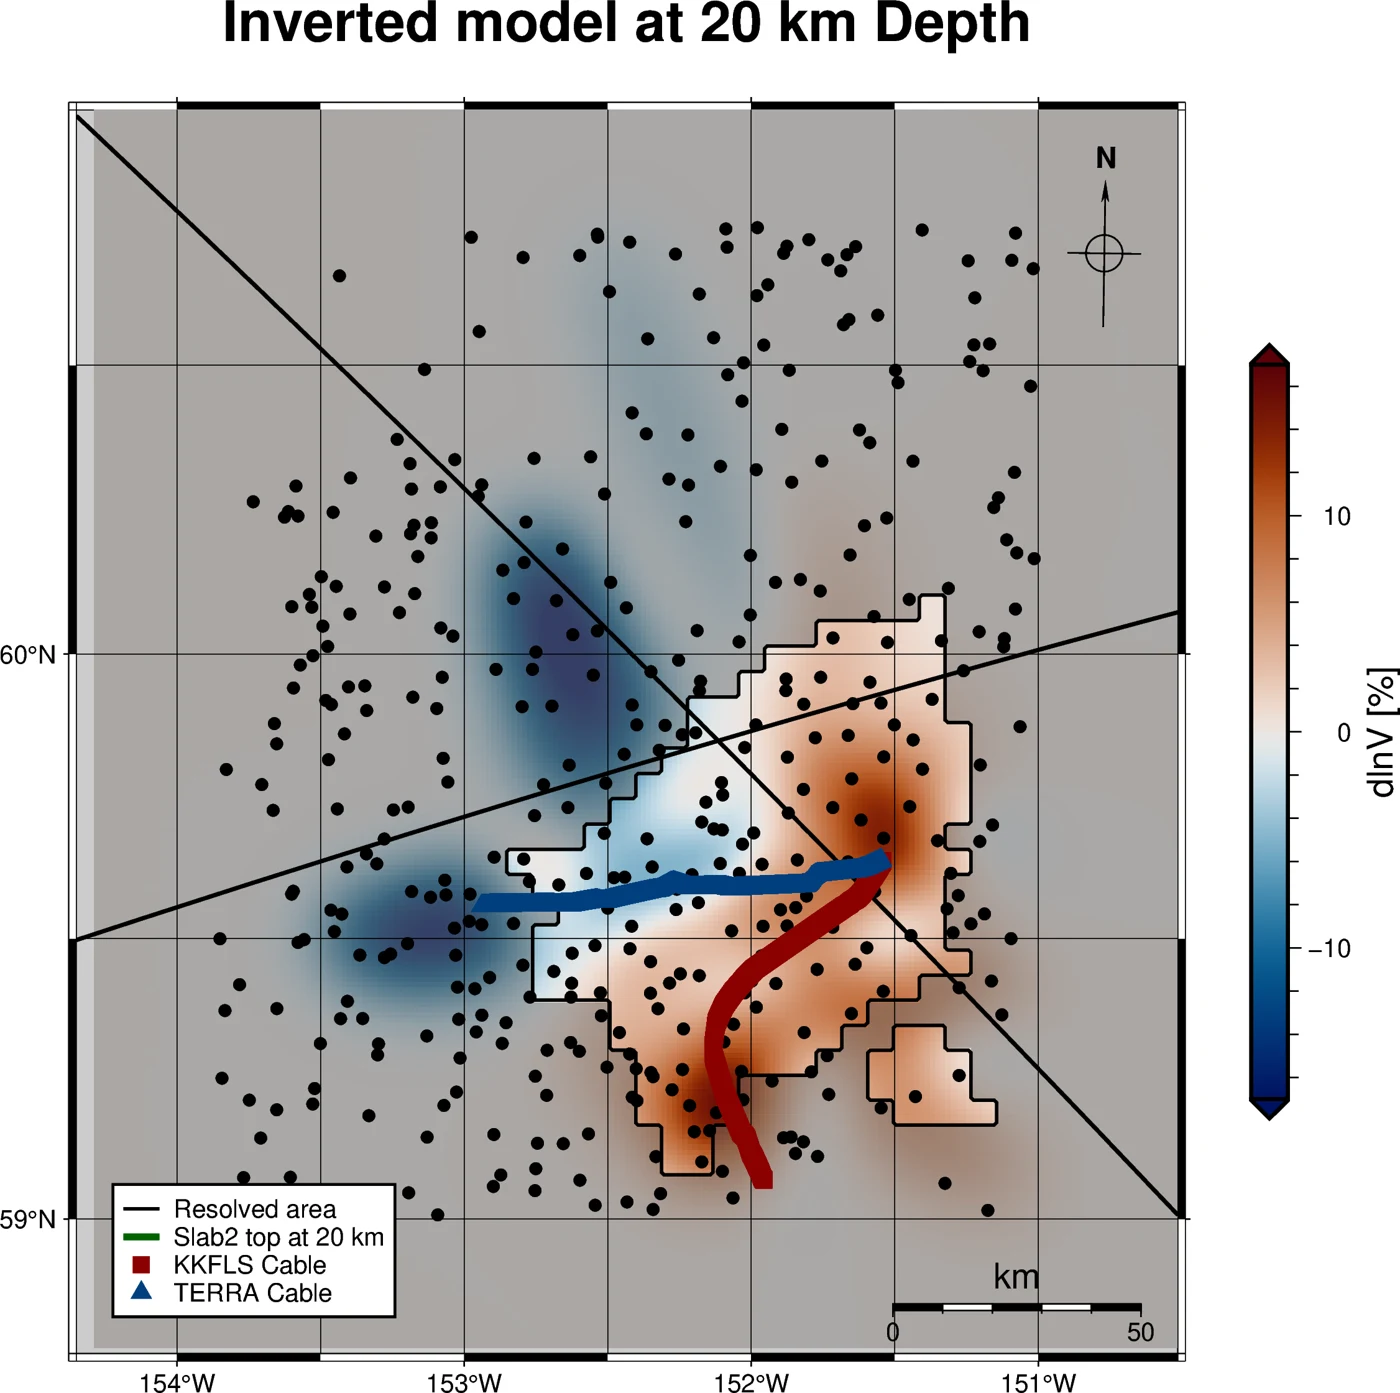 Inverted model at 20 km Depth
N
10
0
−10
dlnV [%]
60°N
59°N
Resolved area
Slab2 top at 20 km
KKFLS Cable
TERRA Cable
km
0 50
154°W 153°W 152°W 151°W